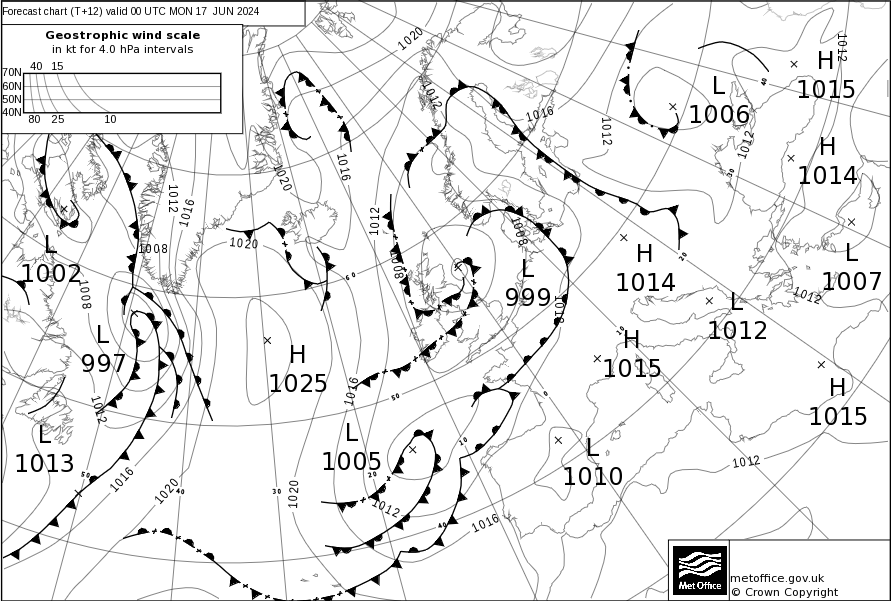 Forecast chart (T+12) valid 00 UTC MON 17 JUN 2024
Geostrophic wind scale
in kt for 4.0 hPa intervals
40 15
70N
60N
50N
40N
80 25 10
1020
1012
H
1015
L
1006
40
1012
1016
1012
1012
H
1014
30
1016
1020
1012
1016
1012
1008
L
1002
1008
1020
1008
1008
60
L
999
H
1014
20
L
1007
1012
1008
L
997
1012
L
1012
10
H
1015
H
1025
1016
50
0
H
1015
1012
L
1013
L
1005
10
20
L
1010
1012
50
1016
1020
40
30
1020
1012
40
1016
Met Office
metoffice.gov.uk
© Crown Copyright